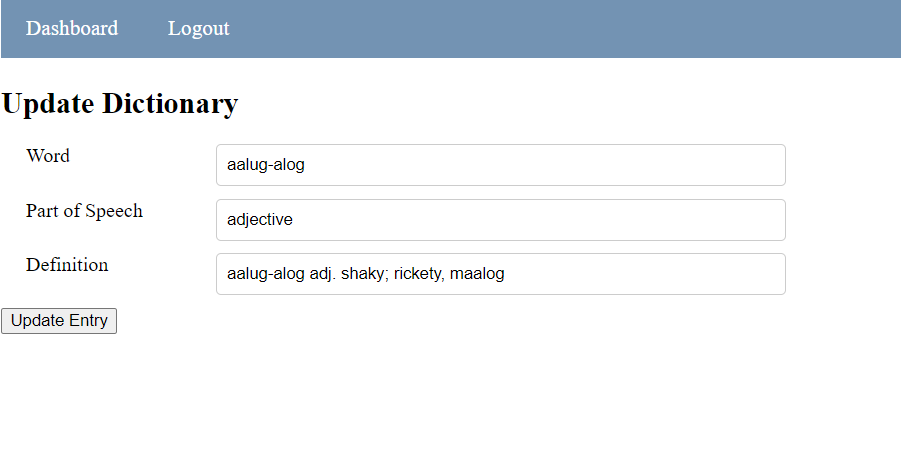 Dashboard Logout
Update Dictionary
Word aalug-alog
Part of Speech adjective
Definition aalug-alog adj. shaky; rickety, maalog
Update Entry